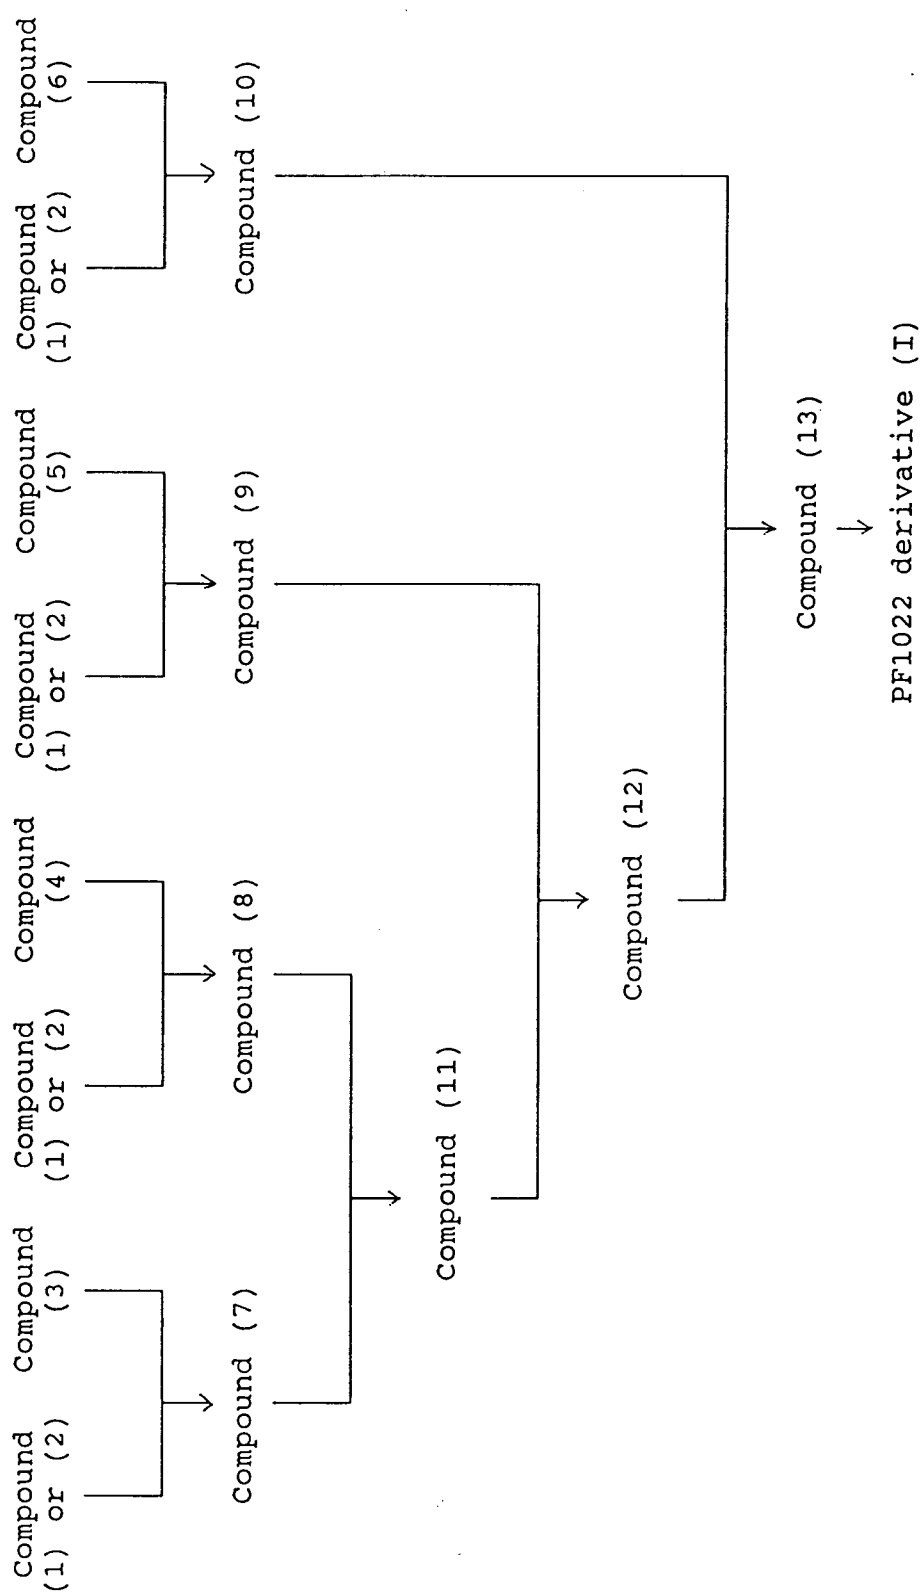 Compound
(1) or (2)
Compound
(3)
Compound
(1) or (2)
Compound
(4)
Compound
(1) or (2)
Compound
(5)
Compound
(1) or (2)
Compound
(6)
Compound (7)
Compound (8)
Compound (9)
Compound (10)
Compound (11)
Compound (12)
Compound (13)
PF1022 derivative (I)